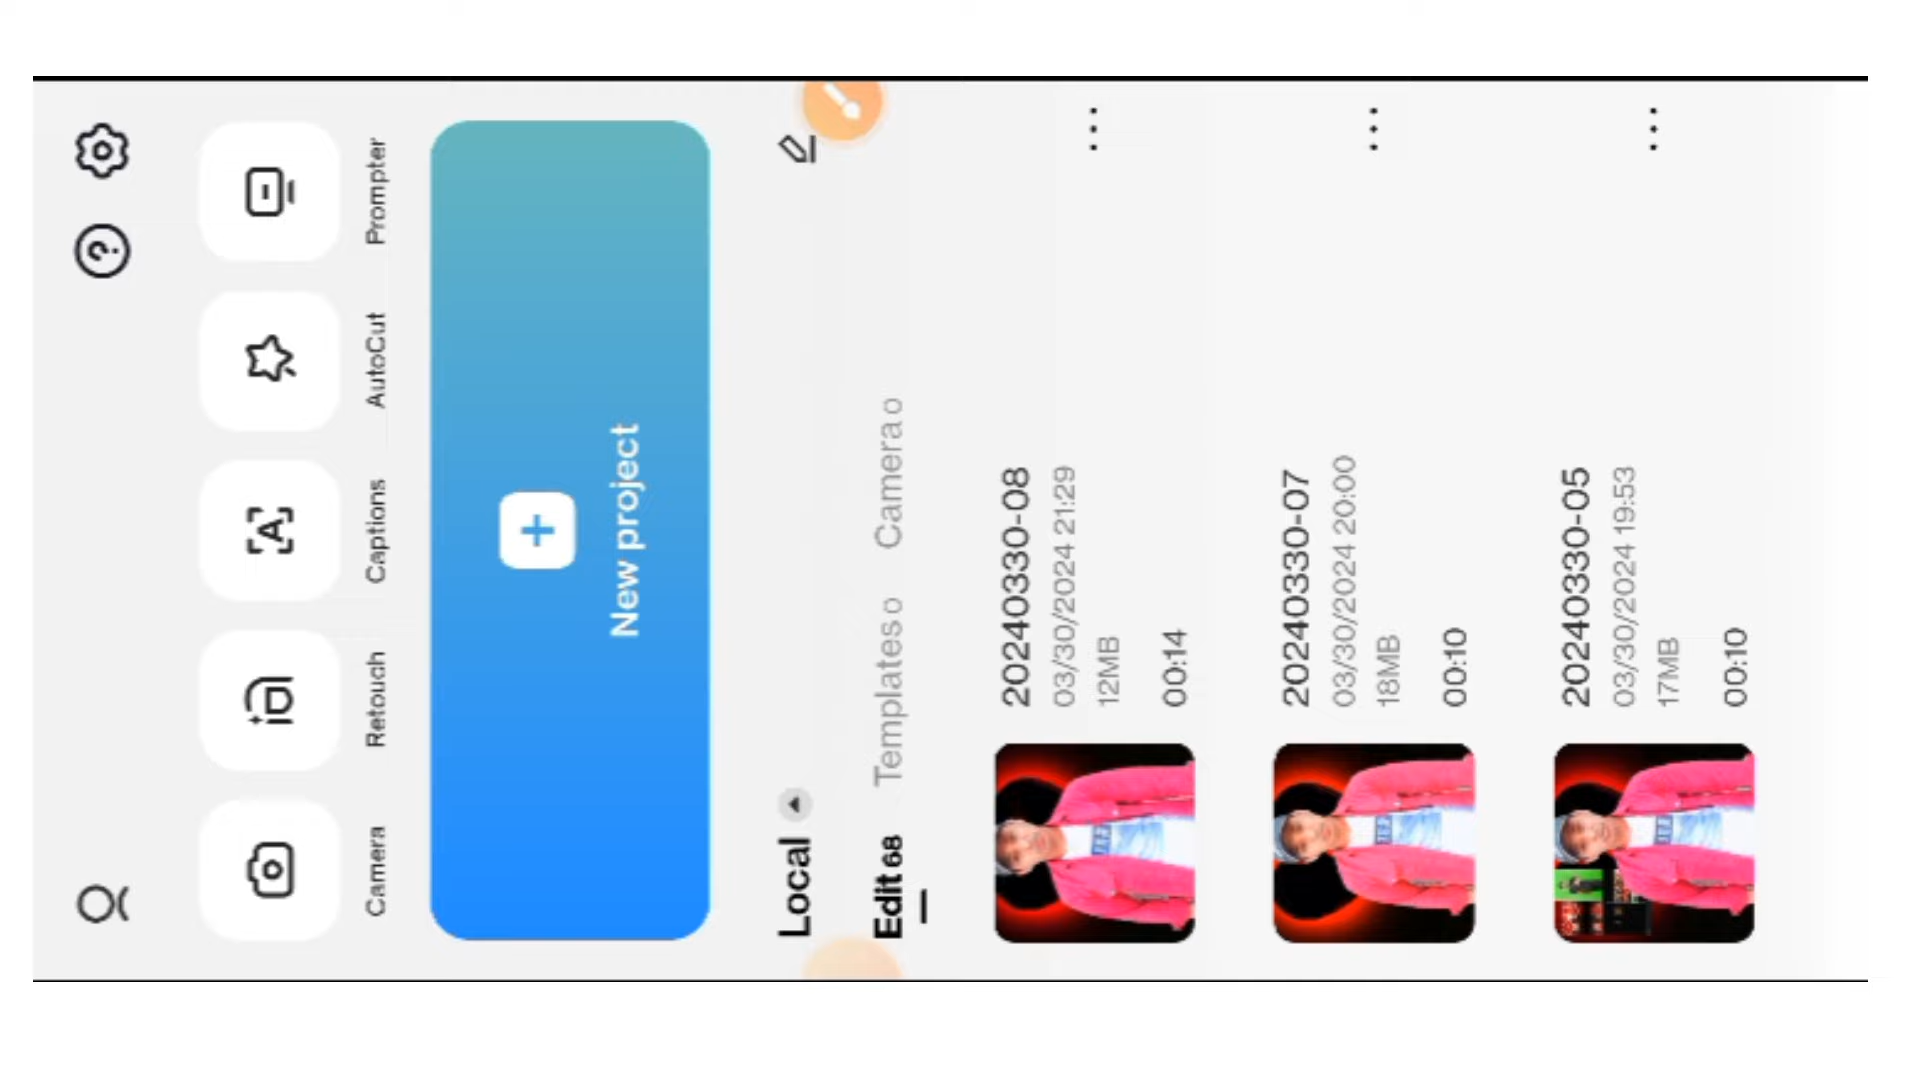 Camera
Retouch
Captions
AutoCut
Prompter
New project
Local
Edit 68 Templates 0 Camera 0
20240330-08
03/30/2024 21:29
12MB
00:14
20240330-07
03/30/2024 20:00
18MB
00:10
20240330-05
03/30/2024 19:53
17MB
00:10